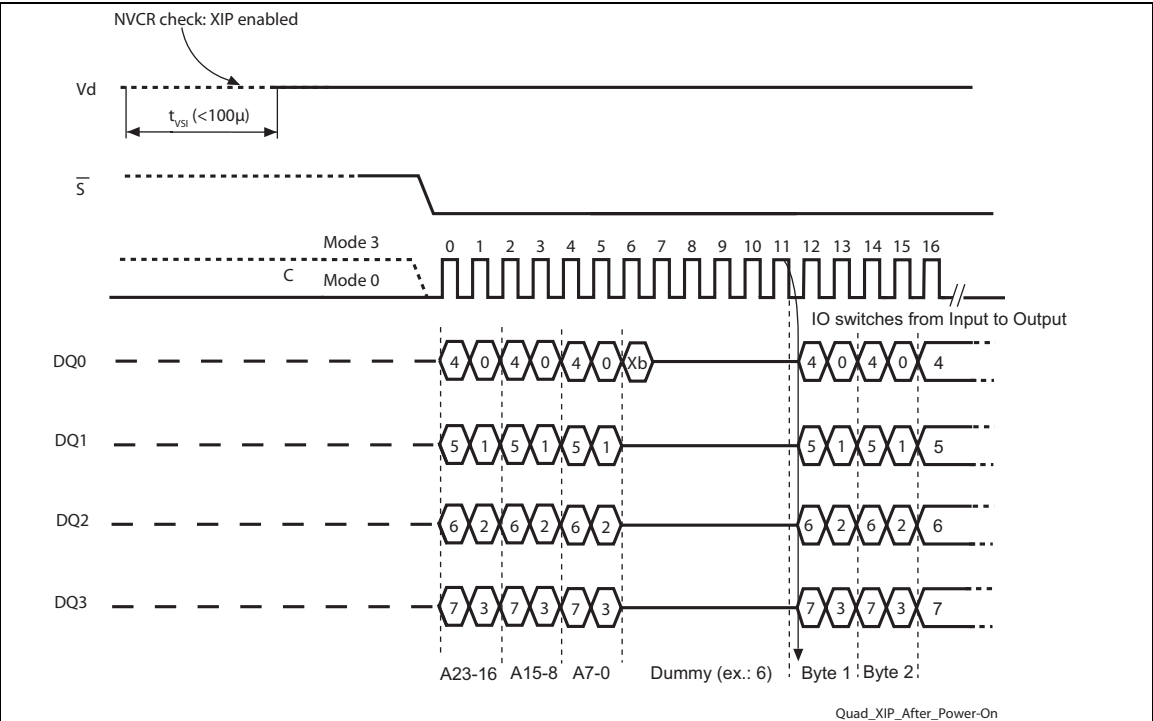 NVCR check: XIP enabled
Vd
tVSI (<100µ)
S
Mode 3
C
Mode 0
0 1 2 3 4 5 6 7 8 9 10 11 12 13 14 15 16
IO switches from Input to Output
DQ0 4 0 4 0 4 0 Xb 4 0 4 0 4
DQ1 5 1 5 1 5 1 5 1 5 1 5
DQ2 6 2 6 2 6 2 6 2 6 2 6
DQ3 7 3 7 3 7 3 7 3 7 3 7
A23-16 A15-8 A7-0 Dummy (ex.: 6) Byte 1 Byte 2
Quad_XIP_After_Power-On